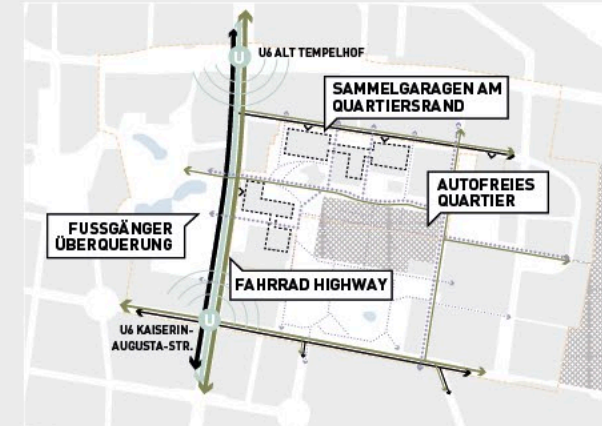 U
U6 ALT TEMPELHOF
SAMMELGARAGEN AM
QUARTIERSRAND
AUTOFREIES
QUARTIER
FUSSGÄNGER
ÜBERQUERUNG
FAHRRAD HIGHWAY
U
U6 KAISERIN-
AUGUSTA-STR.